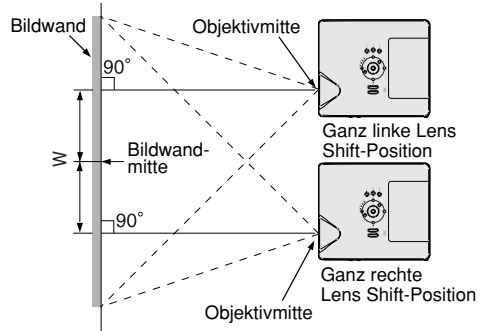 Bildwand
Objektivmitte
90°
Ganz linke Lens
Shift-Position
W
Bildwand-
mitte
90°
Ganz rechte
Lens Shift-Position
Objektivmitte